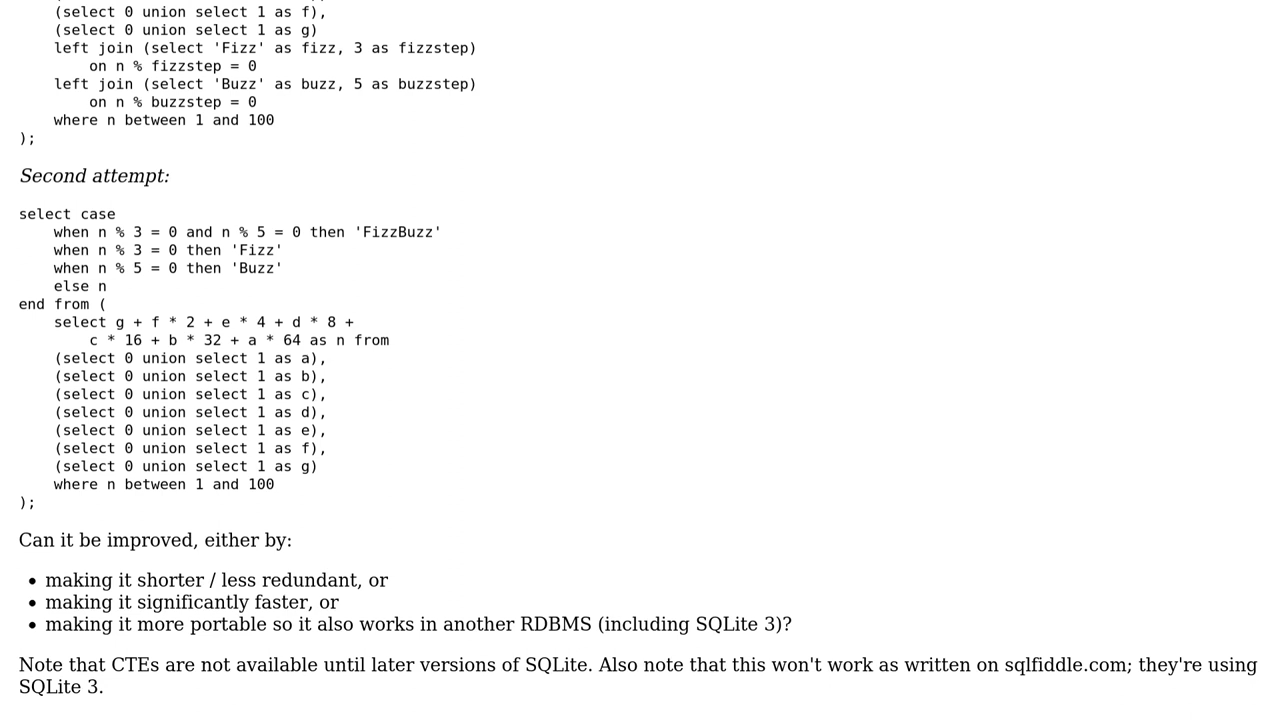 (select 0 union select 1 as f),
    (select 0 union select 1 as g)
    left join (select 'Fizz' as fizz, 3 as fizzstep)
        on n % fizzstep = 0
    left join (select 'Buzz' as buzz, 5 as buzzstep)
        on n % buzzstep = 0
    where n between 1 and 100
);
Second attempt:
select case
    when n % 3 = 0 and n % 5 = 0 then 'FizzBuzz'
    when n % 3 = 0 then 'Fizz'
    when n % 5 = 0 then 'Buzz'
    else n
end from (
    select g + f * 2 + e * 4 + d * 8 +
        c * 16 + b * 32 + a * 64 as n from
    (select 0 union select 1 as a),
    (select 0 union select 1 as b),
    (select 0 union select 1 as c),
    (select 0 union select 1 as d),
    (select 0 union select 1 as e),
    (select 0 union select 1 as f),
    (select 0 union select 1 as g)
    where n between 1 and 100
);
Can it be improved, either by:
• making it shorter / less redundant, or
• making it significantly faster, or
• making it more portable so it also works in another RDBMS (including SQLite 3)?
Note that CTEs are not available until later versions of SQLite. Also note that this won't work as written on sqlfiddle.com; they're using
SQLite 3.